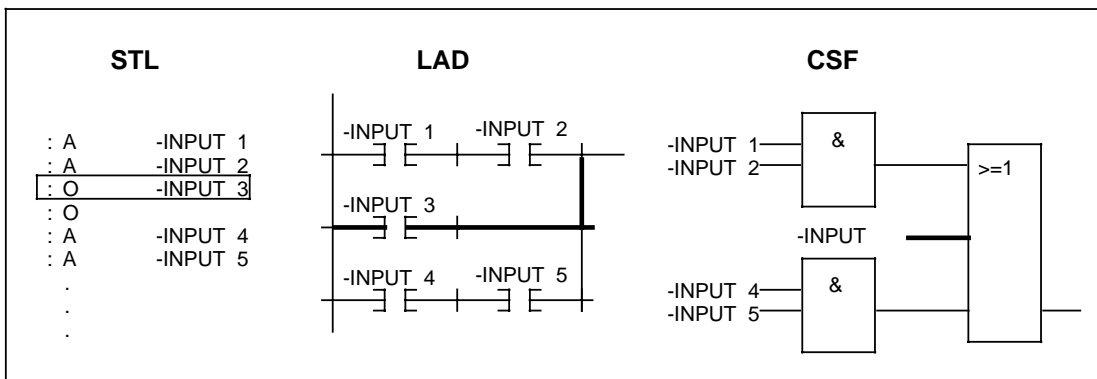 STL
LAD
CSF
: A -INPUT 1
: A -INPUT 2
: O -INPUT 3
: O
: A -INPUT 4
: A -INPUT 5
.
.
.
-INPUT 1 -INPUT 2
-INPUT 3
-INPUT 4 -INPUT 5
-INPUT 1
-INPUT 2
&
>=1
-INPUT
-INPUT 4
-INPUT 5
&